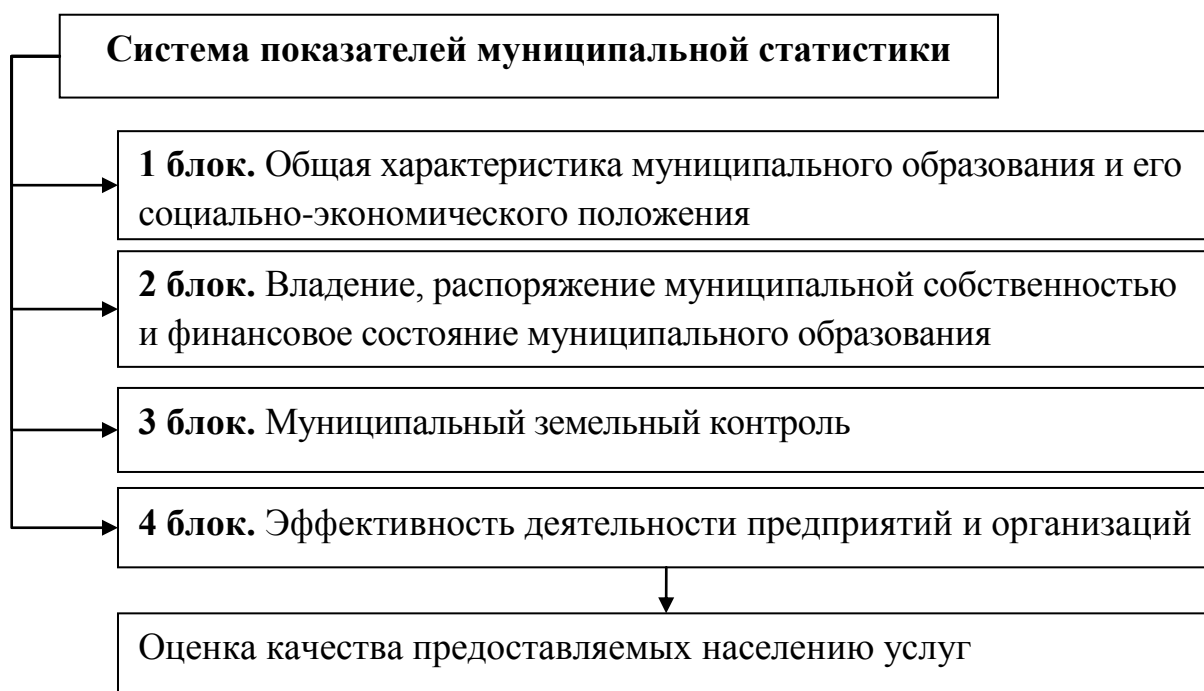 Система показателей муниципальной статистики
1 блок. Общая характеристика муниципального образования и его
социально-экономического положения
2 блок. Владение, распоряжение муниципальной собственностью
и финансовое состояние муниципального образования
3 блок. Муниципальный земельный контроль
4 блок. Эффективность деятельности предприятий и организаций
Оценка качества предоставляемых населению услуг